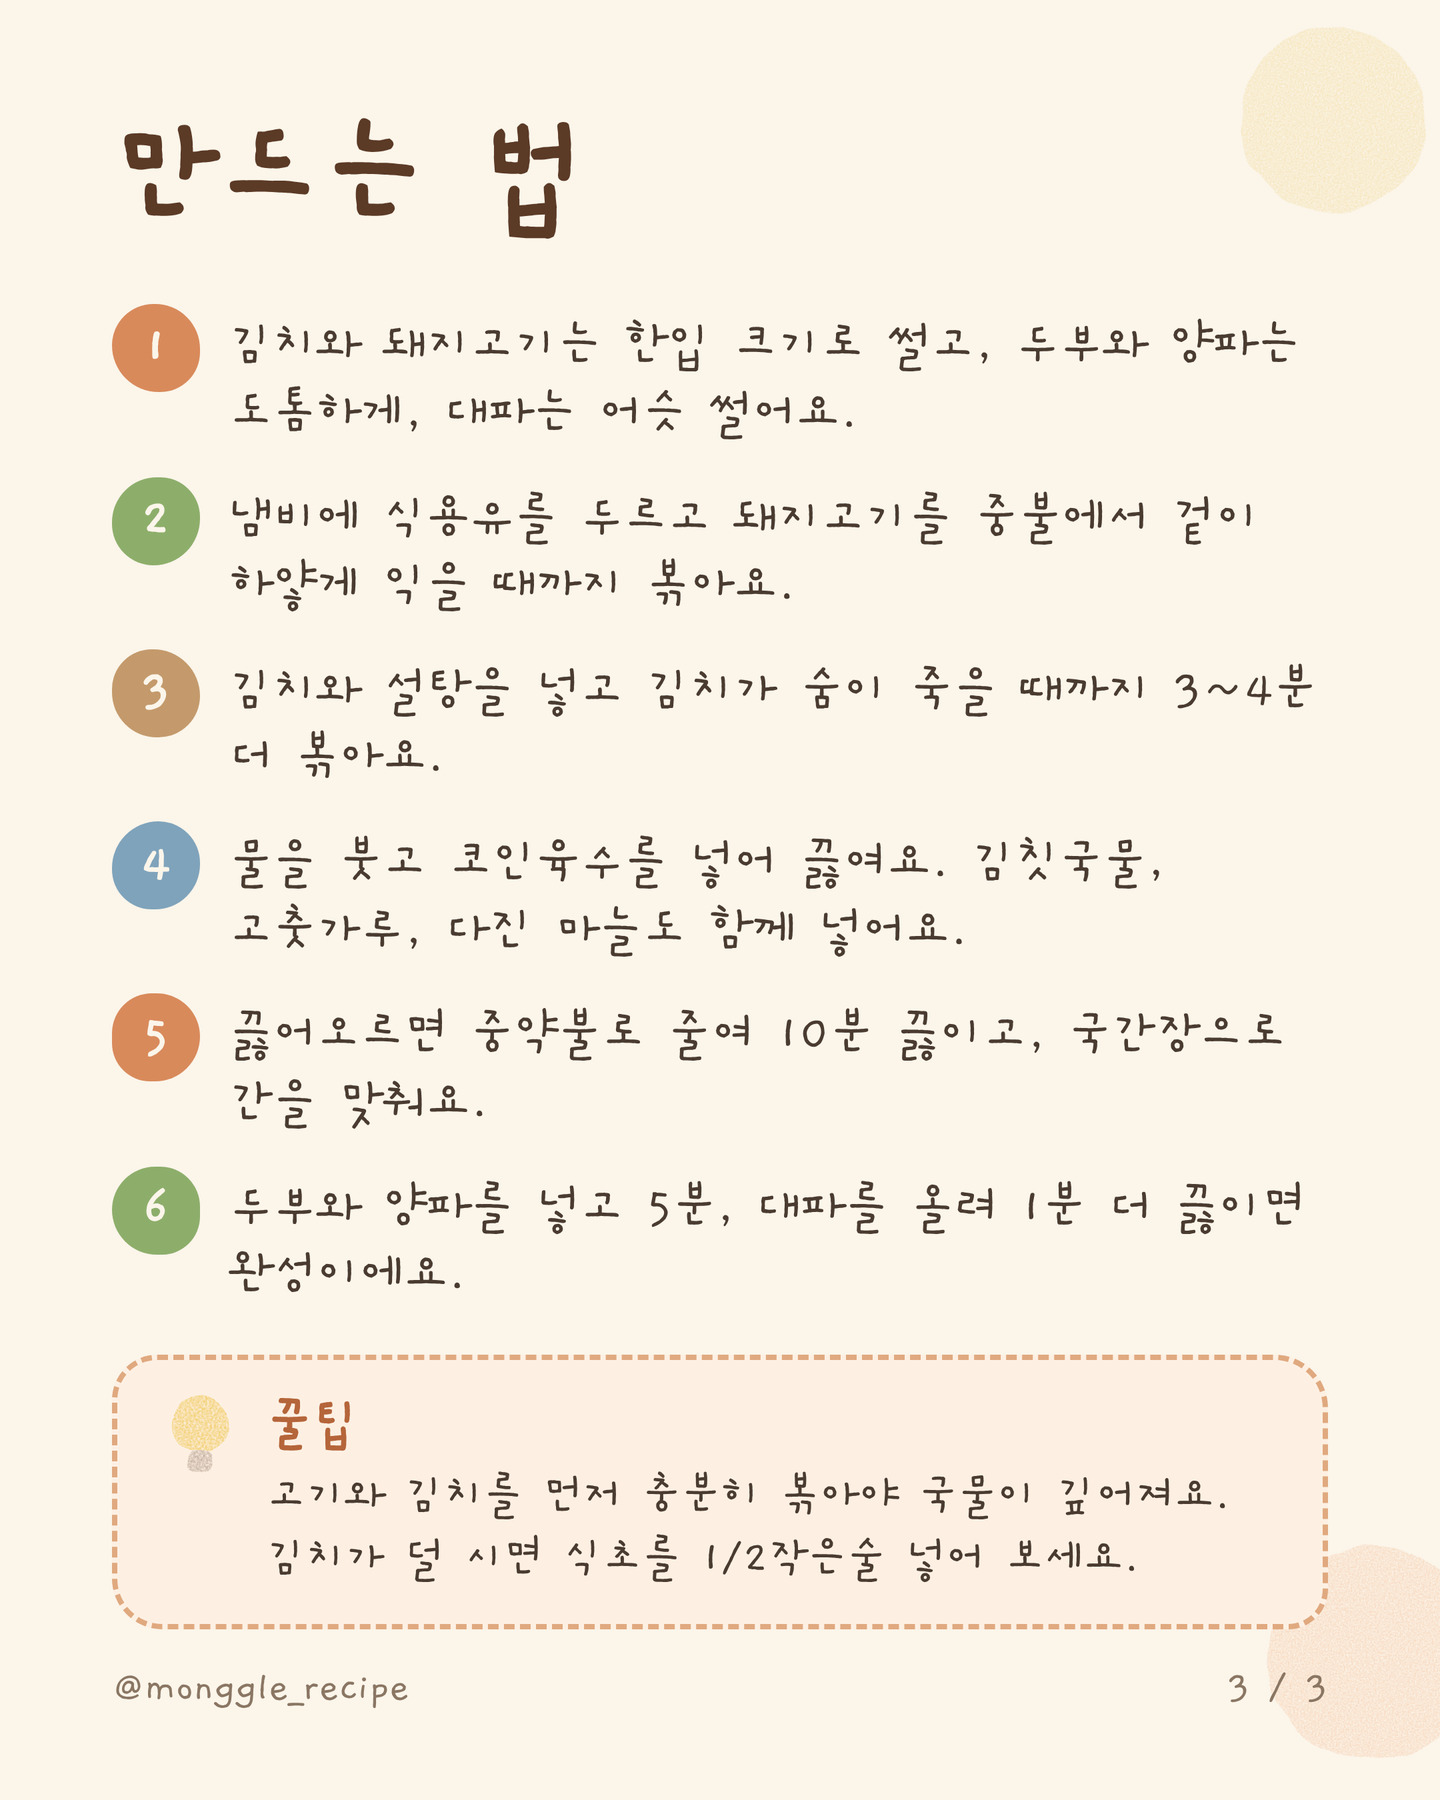 만드는 법
1
김치와 돼지고기는 한입 크기로 썰고, 두부와 양파는
도톰하게, 대파는 어슷 썰어요.
2
냄비에 식용유를 두르고 돼지고기를 중불에서 겉이
하얗게 익을 때까지 볶아요.
3
김치와 설탕을 넣고 김치가 숨이 죽을 때까지 3~4분
더 볶아요.
4
물을 붓고 코인육수를 넣어 끓여요. 김칫국물,
고춧가루, 다진 마늘도 함께 넣어요.
5
끓어오르면 중약불로 줄여 10분 끓이고, 국간장으로
간을 맞춰요.
6
두부와 양파를 넣고 5분, 대파를 올려 1분 더 끓이면
완성이에요.
꿀팁
고기와 김치를 먼저 충분히 볶아야 국물이 깊어져요.
김치가 덜 시면 식초를 1/2작은술 넣어 보세요.
@monggle_recipe
3 / 3